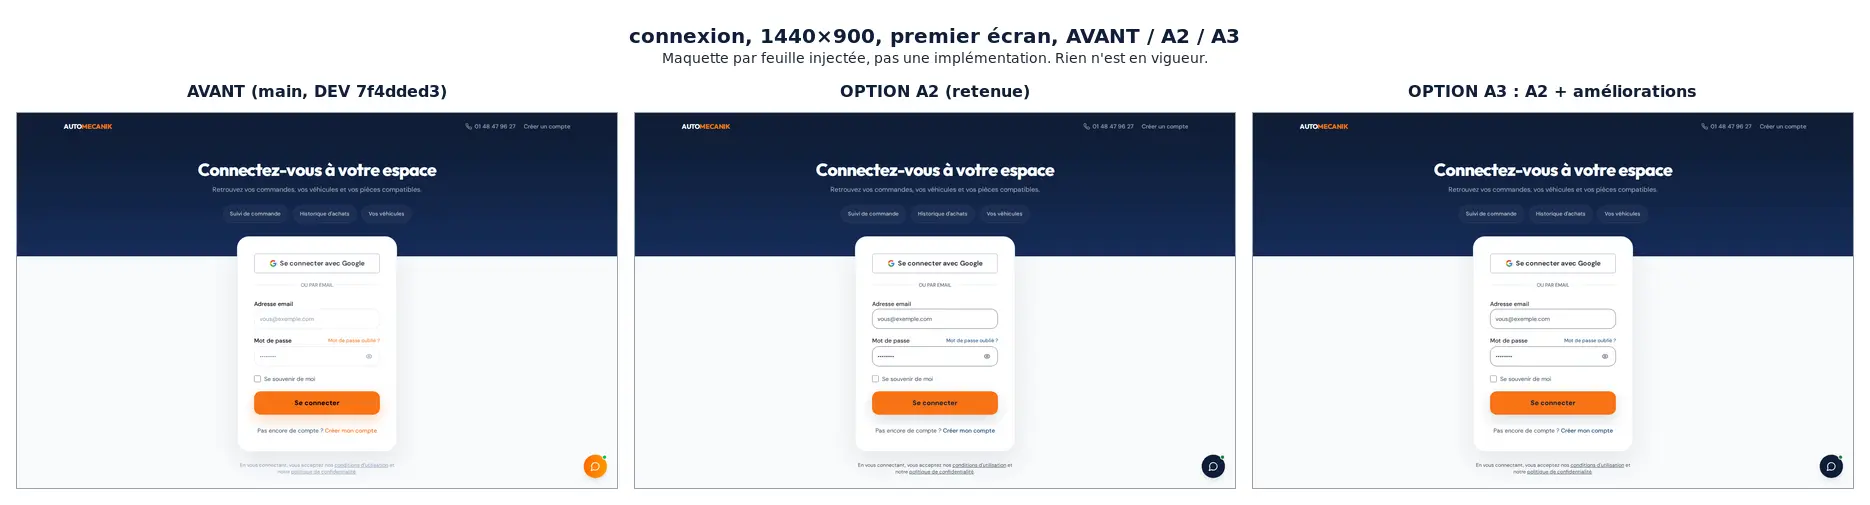 connexion, 1440×900, premier écran, AVANT / A2 / A3
Maquette par feuille injectée, pas une implémentation. Rien n'est en vigueur.
AVANT (main, DEV 7f4dded3)
AUTOMECANIK
01 48 47 96 27 Créer un compte
Connectez-vous à votre espace
Retrouvez vos commandes, vos véhicules et vos pièces compatibles.
Suivi de commande Historique d'achats Vos véhicules
Se connecter avec Google
OU PAR EMAIL
Adresse email
vous@exemple.com
Mot de passe Mot de passe oublié ?
Se souvenir de moi
Se connecter
Pas encore de compte ? Créer mon compte
En vous connectant, vous acceptez nos conditions d'utilisation et
notre politique de confidentialité
OPTION A2 (retenue)
AUTOMECANIK
01 48 47 96 27 Créer un compte
Connectez-vous à votre espace
Retrouvez vos commandes, vos véhicules et vos pièces compatibles.
Suivi de commande Historique d'achats Vos véhicules
Se connecter avec Google
OU PAR EMAIL
Adresse email
vous@exemple.com
Mot de passe Mot de passe oublié ?
Se souvenir de moi
Se connecter
Pas encore de compte ? Créer mon compte
En vous connectant, vous acceptez nos conditions d'utilisation et
notre politique de confidentialité
OPTION A3 : A2 + améliorations
AUTOMECANIK
01 48 47 96 27 Créer un compte
Connectez-vous à votre espace
Retrouvez vos commandes, vos véhicules et vos pièces compatibles.
Suivi de commande Historique d'achats Vos véhicules
Se connecter avec Google
OU PAR EMAIL
Adresse email
vous@exemple.com
Mot de passe Mot de passe oublié ?
Se souvenir de moi
Se connecter
Pas encore de compte ? Créer mon compte
En vous connectant, vous acceptez nos conditions d'utilisation et
notre politique de confidentialité